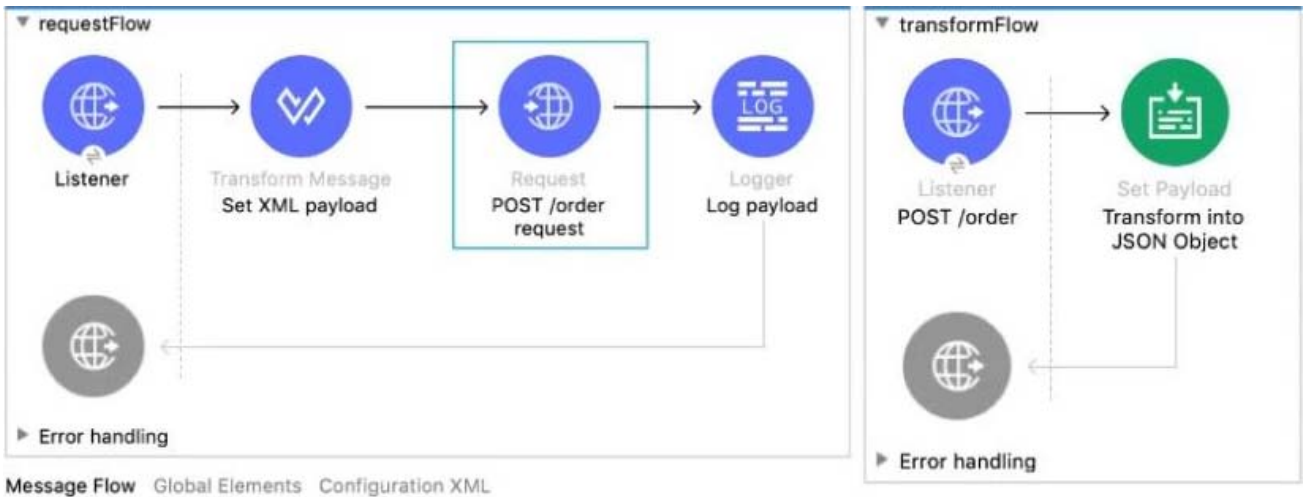 requestFlow
LOG
Listener
Transform Message
Set XML payload
Request
POST /order
request
Logger
Log payload
Error handling
transformFlow
Listener
POST /order
Set Payload
Transform into
JSON Object
Error handling
Message Flow Global Elements Configuration XML